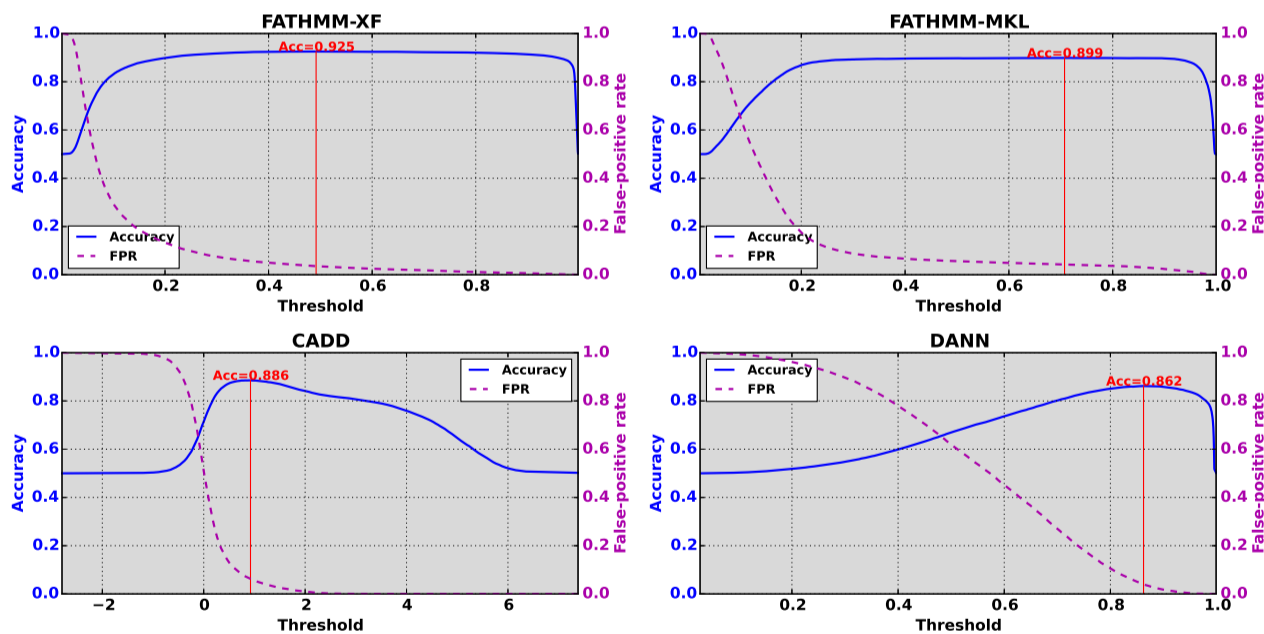 FATHMM-XF
Acc=0.925
1.0
0.8
0.6
0.4
0.2
0.0
Accuracy
1.0
0.8
0.6
0.4
0.2
0.0
False-positive rate
Accuracy
FPR
0.2 0.4 0.6 0.8
Threshold
FATHMM-MKL
Acc=0.899
1.0
0.8
0.6
0.4
0.2
0.0
Accuracy
1.0
0.8
0.6
0.4
0.2
0.0
False-positive rate
Accuracy
FPR
0.2 0.4 0.6 0.8 1.0
Threshold
CADD
Acc=0.886
1.0
0.8
0.6
0.4
0.2
0.0
Accuracy
1.0
0.8
0.6
0.4
0.2
0.0
False-positive rate
Accuracy
FPR
−2 0 2 4 6
Threshold
DANN
Acc=0.862
1.0
0.8
0.6
0.4
0.2
0.0
Accuracy
1.0
0.8
0.6
0.4
0.2
0.0
False-positive rate
Accuracy
FPR
0.2 0.4 0.6 0.8 1.0
Threshold